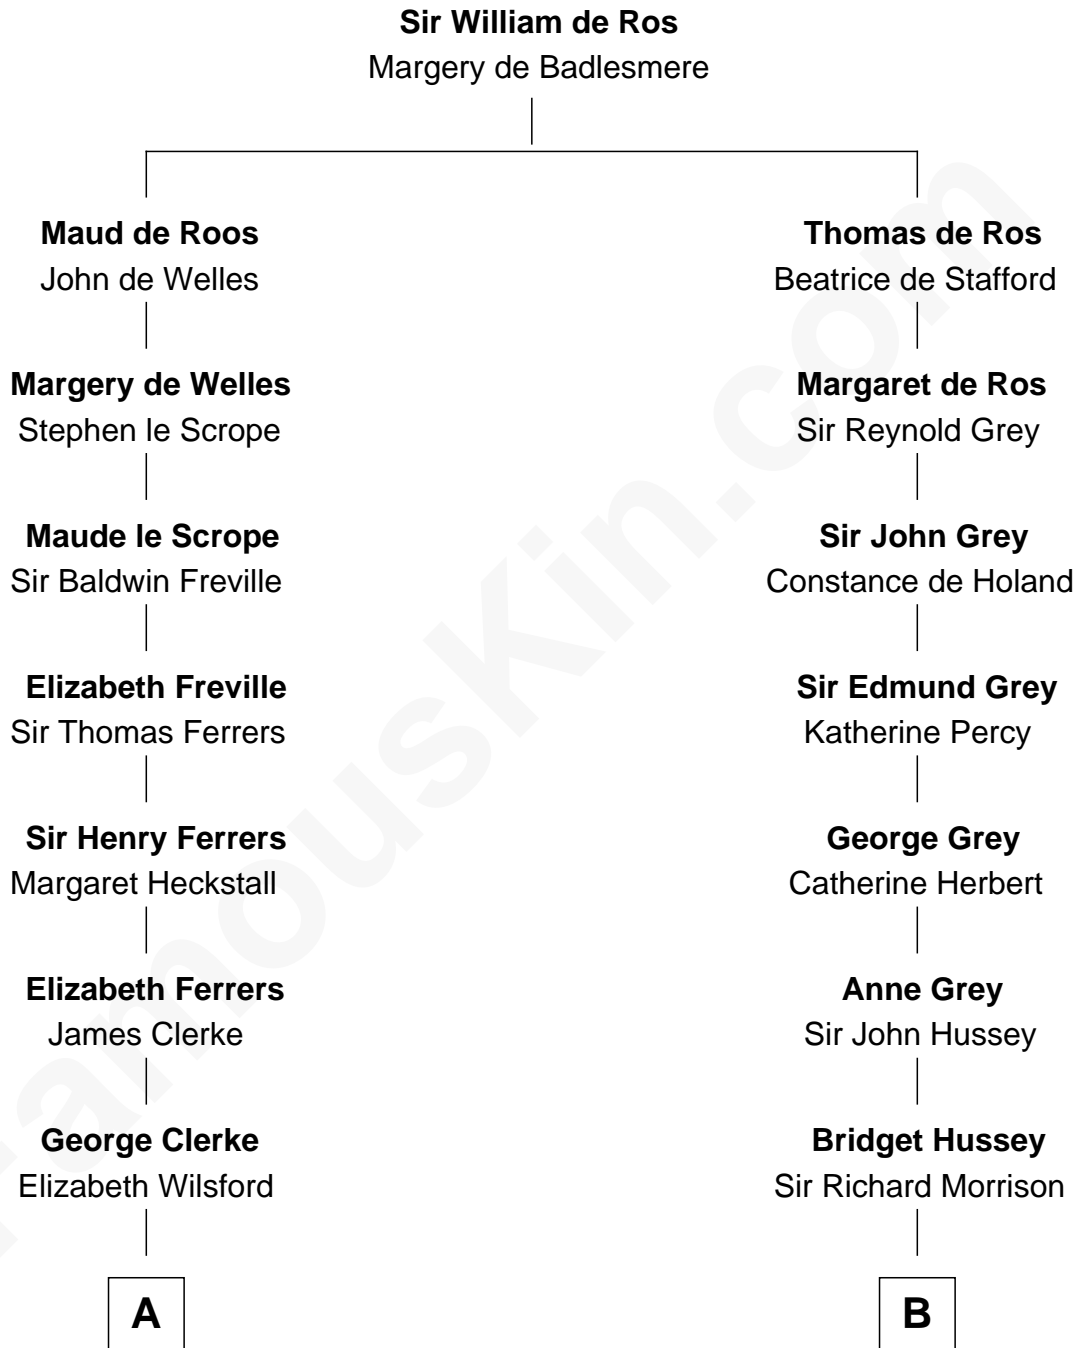 Sir William de Ros
Margery de Badlesmere
Maud de Roos
John de Welles
Thomas de Ros
Beatrice de Stafford
Margery de Welles
Stephen le Scrope
Margaret de Ros
Sir Reynold Grey
Maude le Scrope
Sir Baldwin Freville
Sir John Grey
Constance de Holand
Elizabeth Freville
Sir Thomas Ferrers
Sir Edmund Grey
Katherine Percy
Sir Henry Ferrers
Margaret Heckstall
George Grey
Catherine Herbert
Elizabeth Ferrers
James Clerke
Anne Grey
Sir John Hussey
George Clerke
Elizabeth Wilsford
Bridget Hussey
Sir Richard Morrison
A
B
FamousKin.com